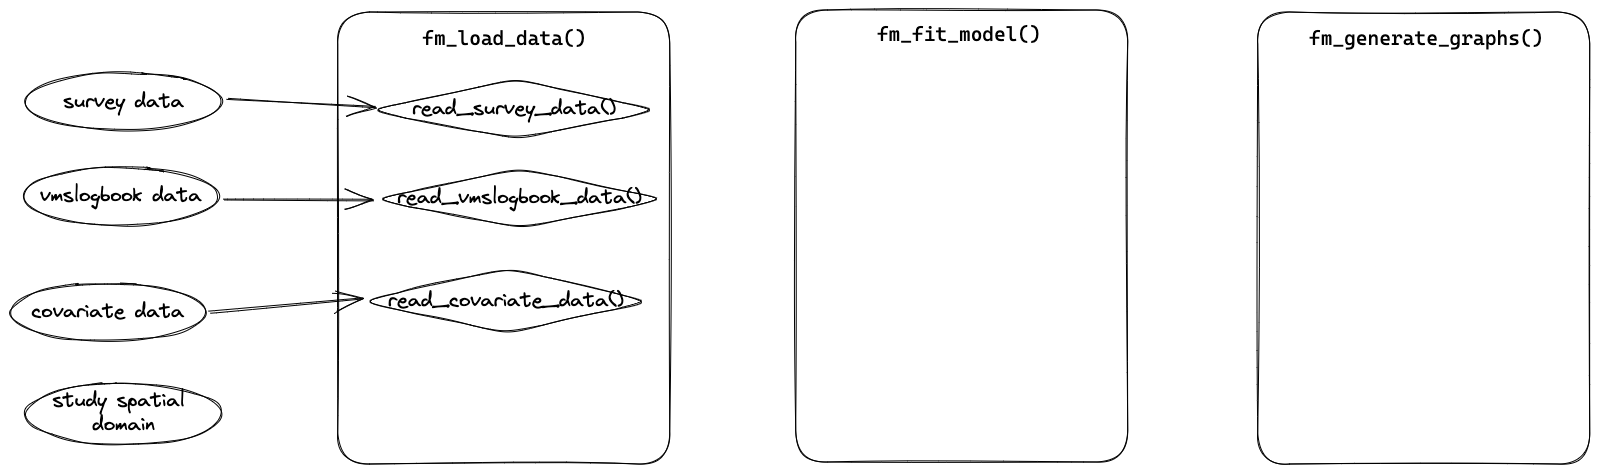 fm_load_data()
fm_fit_model()
fm_generate_graphs()
survey data
read_survey_data()
vmslogbook data
read_vmslogbook_data()
covariate data
read_covariate_data()
study spatial
domain